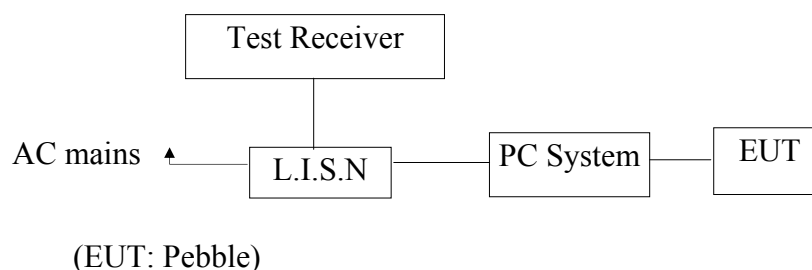 Test Receiver
AC mains
L.I.S.N
PC System
EUT
(EUT: Pebble)